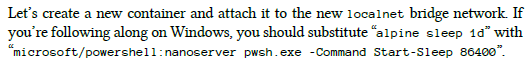 Let’s create a new container and attach it to the new localnet bridge network. If
you’re following along on Windows, you should substitute “alpine sleep 1d” with
“microsoft/powershell:nanoserver pwsh.exe -Command Start-Sleep 86400”.